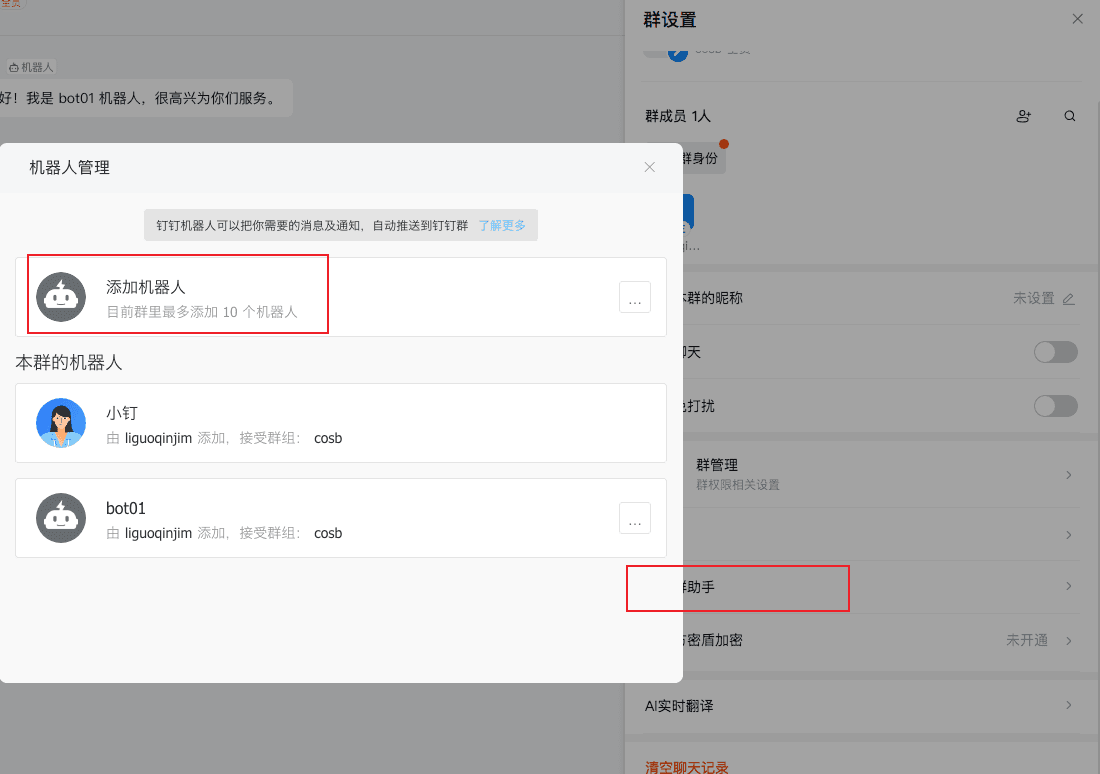 全员
机器人
好！我是 bot01 机器人，很高兴为你们服务。
机器人管理
钉钉机器人可以把你需要的消息及通知，自动推送到钉钉群 了解更多
添加机器人
目前群里最多添加 10 个机器人
...
本群的机器人
小钉
由 liguoqinjim 添加，接受群组： cosb
bot01
由 liguoqinjim 添加，接受群组： cosb
...
群设置
群成员 1人
群身份
本群的昵称
未设置
聊天
免打扰
群管理
群权限相关设置
群助手
密盾加密
未开通
AI实时翻译
清空聊天记录